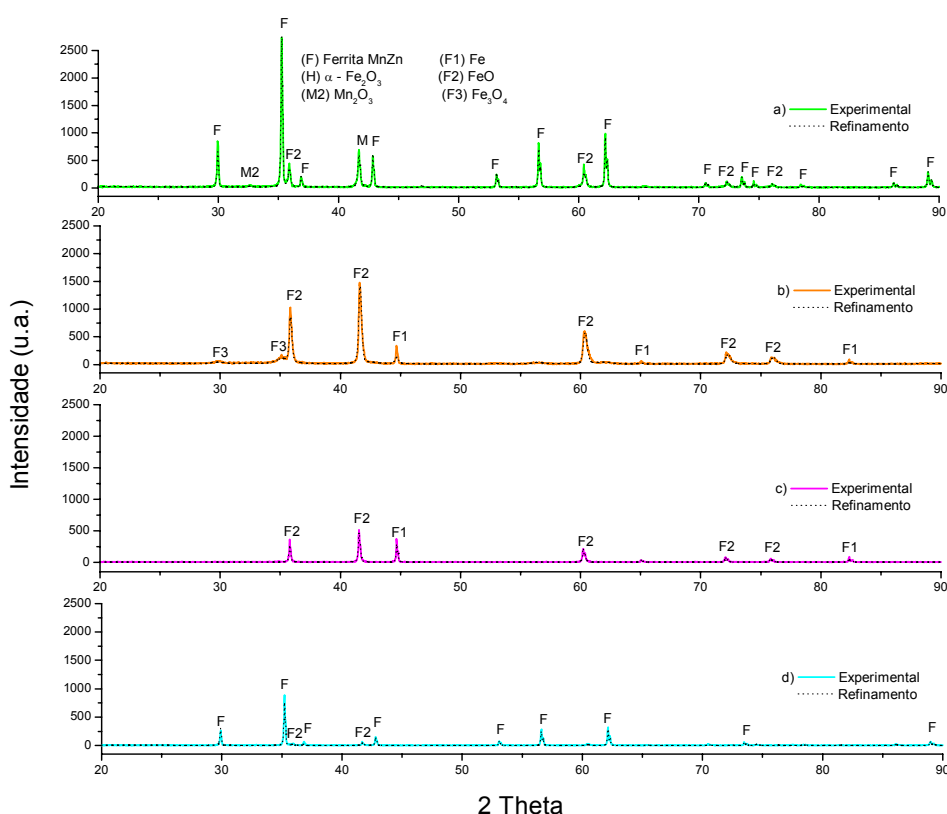 F
(F) Ferrita MnZn (F1) Fe
(H) α - Fe₂O₃ (F2) FeO
(M2) Mn₂O₃ (F3) Fe₃O₄
a) Experimental
Refinamento
2500
2000
1500
1000
500
0
F M2 F2 F M F F F F2 F F F2 F F F2 F F F
20 30 40 50 60 70 80 90
b) Experimental
Refinamento
2500
2000
1500
1000
500
0
F3 F3 F2 F2 F1 F2 F1 F2 F2 F1
20 30 40 50 60 70 80 90
c) Experimental
Refinamento
2500
2000
1500
1000
500
0
F2 F2 F1 F2 F2 F2 F1
20 30 40 50 60 70 80 90
d) Experimental
Refinamento
2500
2000
1500
1000
500
0
F F F2 F F2 F F F F F F
20 30 40 50 60 70 80 90
Intensidade (u.a.)
2 Theta